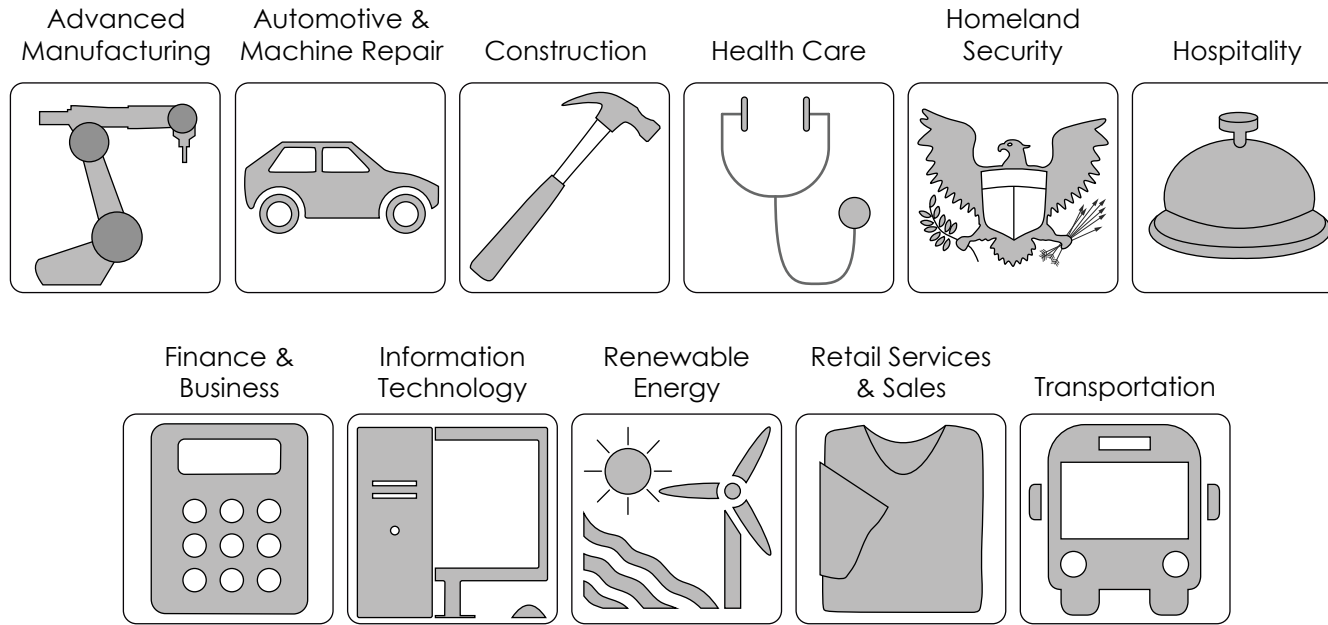 Advanced
Manufacturing
Automotive &
Machine Repair
Construction
Health Care
Homeland
Security
Hospitality
Finance &
Business
Information
Technology
Renewable
Energy
Retail Services
& Sales
Transportation